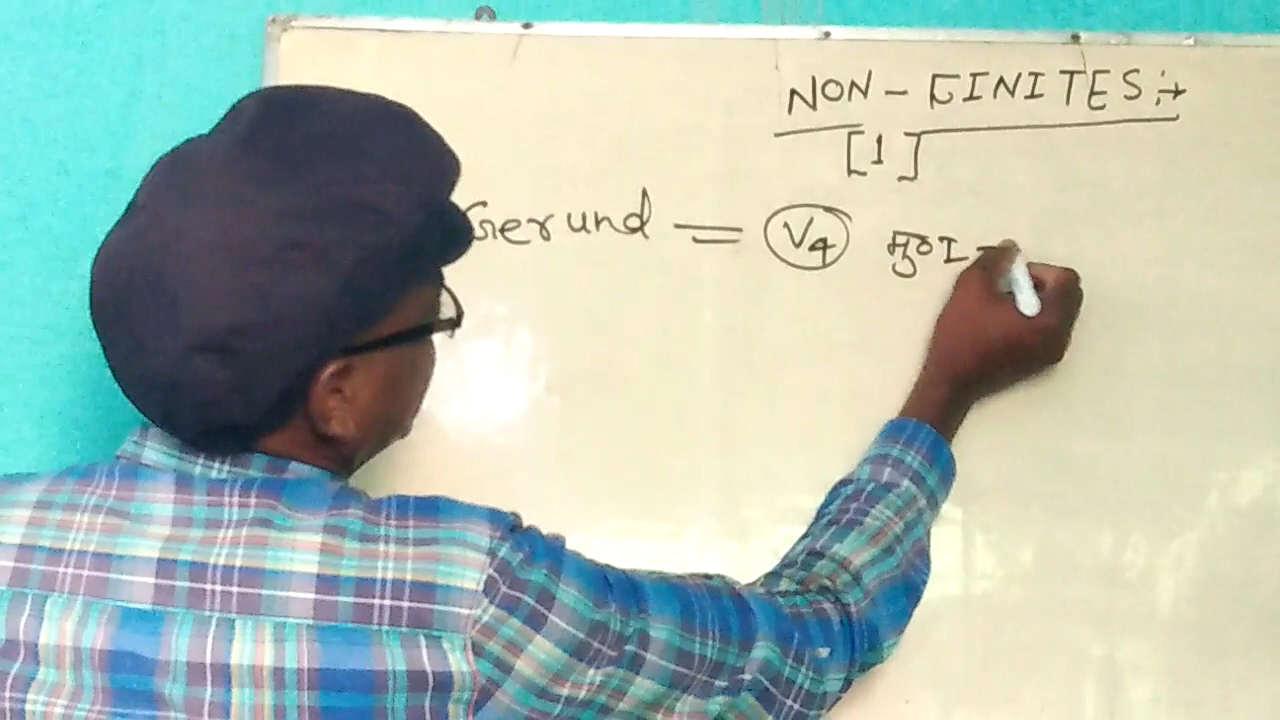 NON-FINITES:→
[1]
Gerund = V4